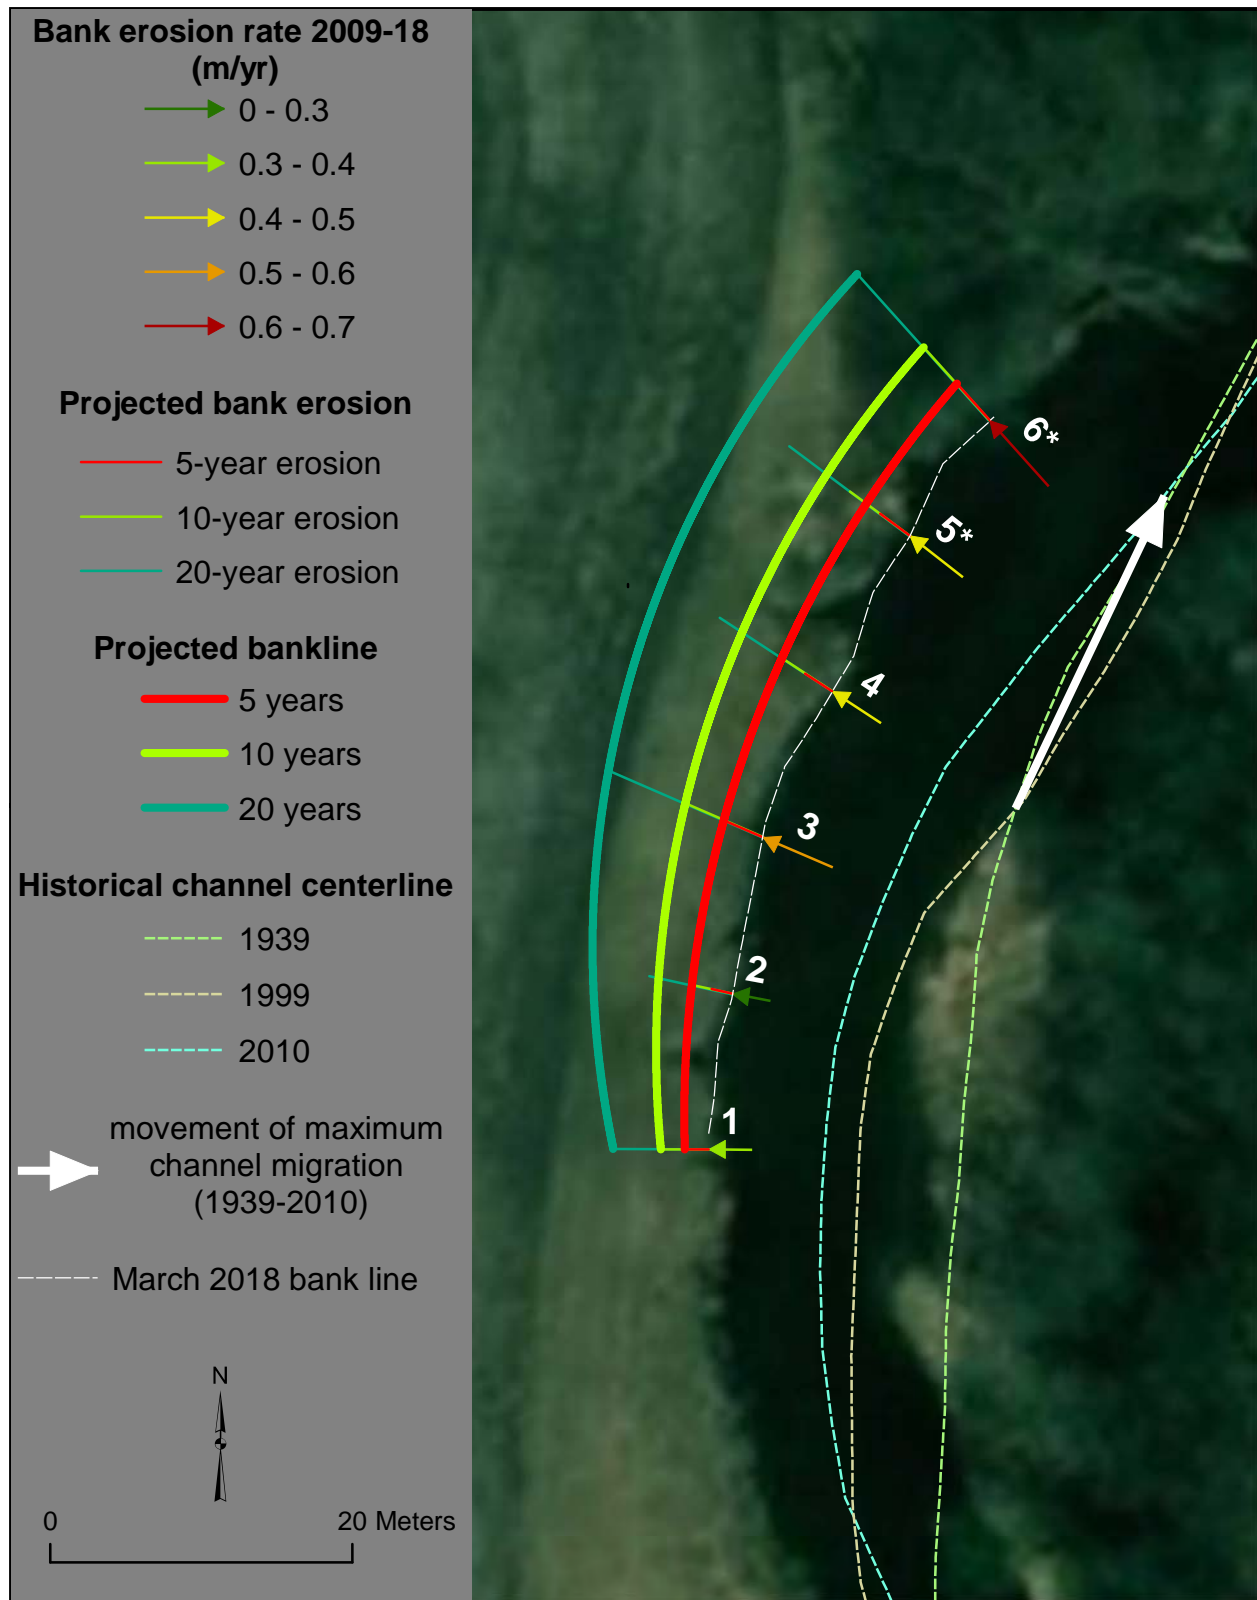 Bank erosion rate 2009-18
(m/yr)
0 - 0.3
0.3 - 0.4
0.4 - 0.5
0.5 - 0.6
0.6 - 0.7
Projected bank erosion
5-year erosion
10-year erosion
20-year erosion
Projected bankline
5 years
10 years
20 years
Historical channel centerline
1939
1999
2010
movement of maximum
channel migration
(1939-2010)
March 2018 bank line
N
0 20 Meters
6*
5*
4
3
2
1